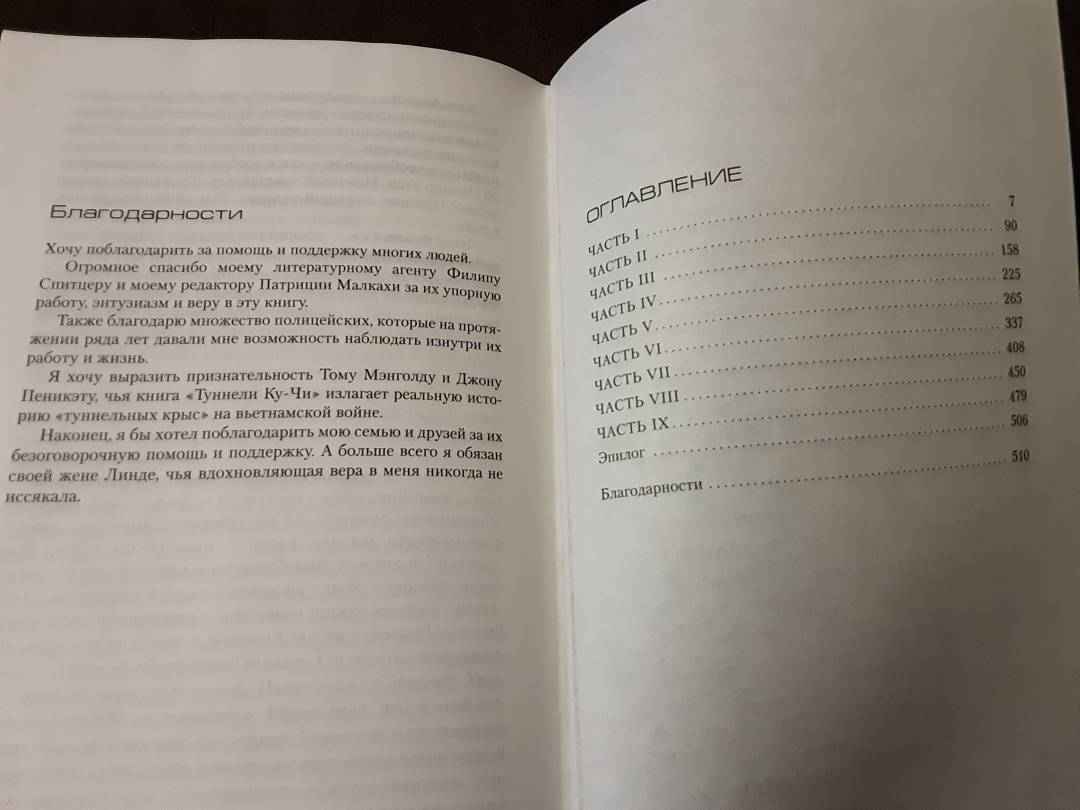 Благодарности
Хочу поблагодарить за помощь и поддержку многих людей.
Огромное спасибо моему литературному агенту Филипу
Спитцеру и моему редактору Патриции Малкахи за их упорную
работу, энтузиазм и веру в эту книгу.
Также благодарю множество полицейских, которые на протя-
жении ряда лет давали мне возможность наблюдать изнутри их
работу и жизнь.
Я хочу выразить признательность Тому Мэнголду и Джону
Пеникэту, чья книга «Туннели Ку-Чи» излагает реальную исто-
рию «туннельных крыс» на вьетнамской войне.
Наконец, я бы хотел поблагодарить мою семью и друзей за их
безоговорочную помощь и поддержку. А больше всего я обязан
своей жене Линде, чья вдохновляющая вера в меня никогда не
иссякала.
ОГЛАВЛЕНИЕ
ЧАСТЬ I 7
ЧАСТЬ II 90
ЧАСТЬ III 158
ЧАСТЬ IV 225
ЧАСТЬ V 265
ЧАСТЬ VI 337
ЧАСТЬ VII 408
ЧАСТЬ VIII 450
ЧАСТЬ IX 479
Эпилог 506
Благодарности 510